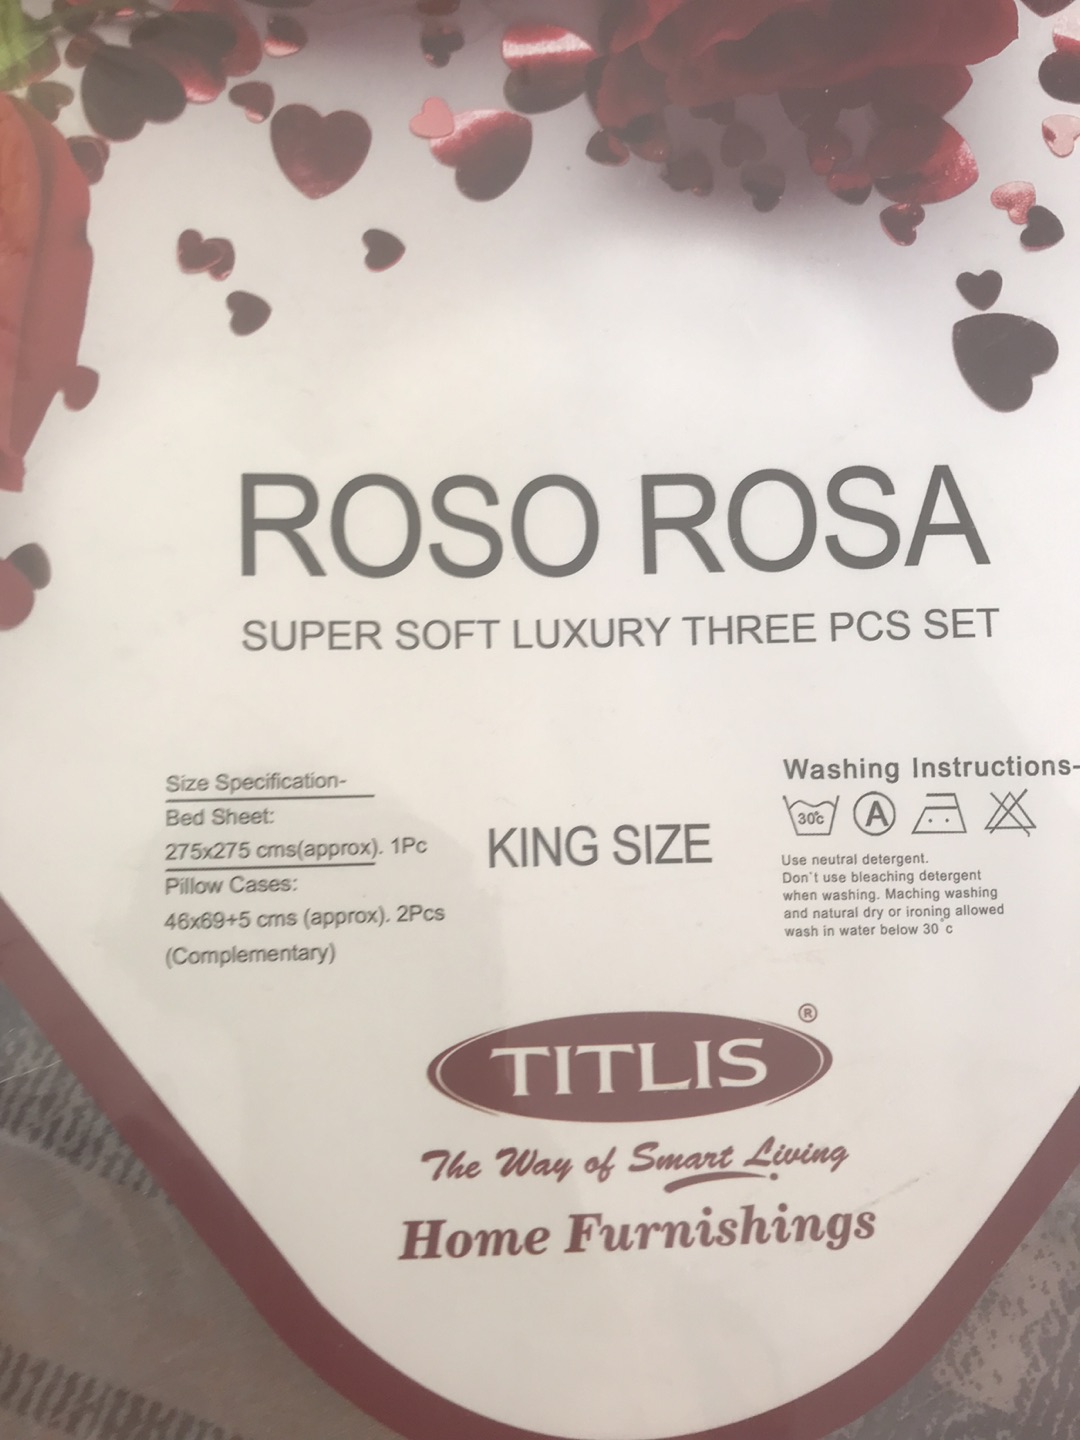 ROSO ROSA
SUPER SOFT LUXURY THREE PCS SET
Size Specification-
Bed Sheet:
275x275 cms(approx). 1Pc
Pillow Cases:
46x69+5 cms (approx). 2Pcs
(Complementary)
KING SIZE
Washing Instructions-
30c A
Use neutral detergent.
Don't use bleaching detergent
when washing. Maching washing
and natural dry or ironing allowed
wash in water below 30°c
TITLIS®
The Way of Smart Living
Home Furnishings